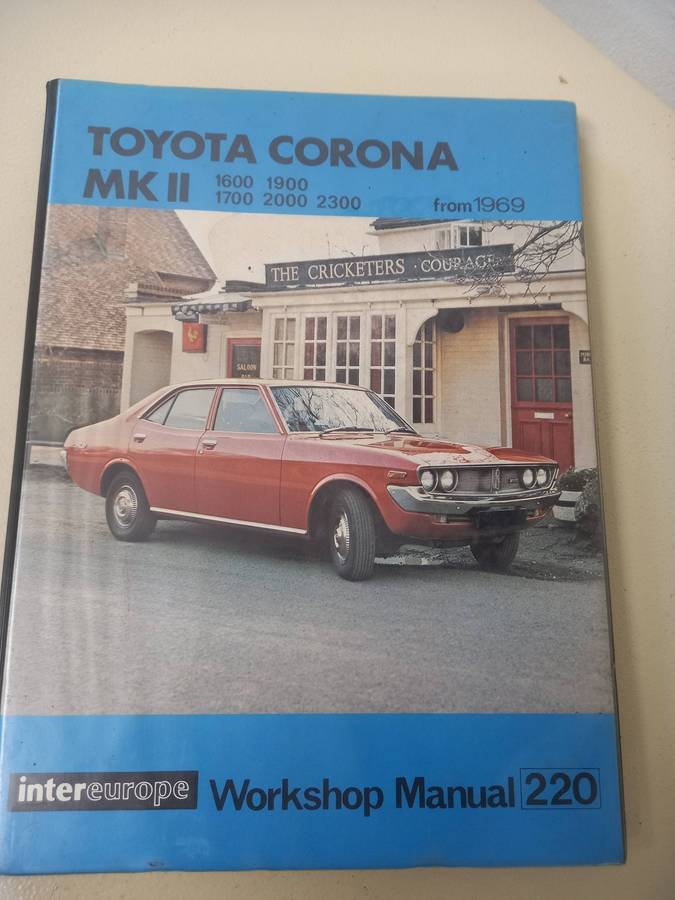 TOYOTA CORONA
MK II 1600 1900
1700 2000 2300
from 1969
THE CRICKETERS · COURAGE
SALOON
BAR
intereurope Workshop Manual 220